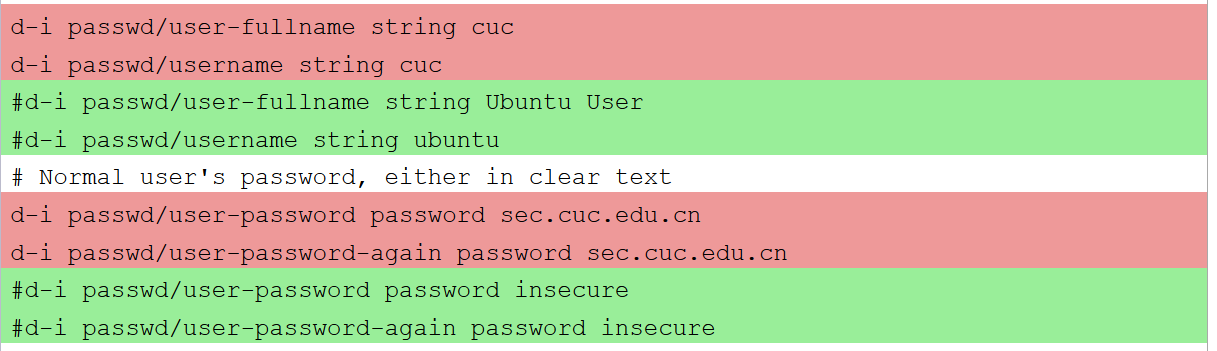 d-i passwd/user-fullname string cuc
d-i passwd/username string cuc
#d-i passwd/user-fullname string Ubuntu User
#d-i passwd/username string ubuntu
# Normal user's password, either in clear text
d-i passwd/user-password password sec.cuc.edu.cn
d-i passwd/user-password-again password sec.cuc.edu.cn
#d-i passwd/user-password password insecure
#d-i passwd/user-password-again password insecure